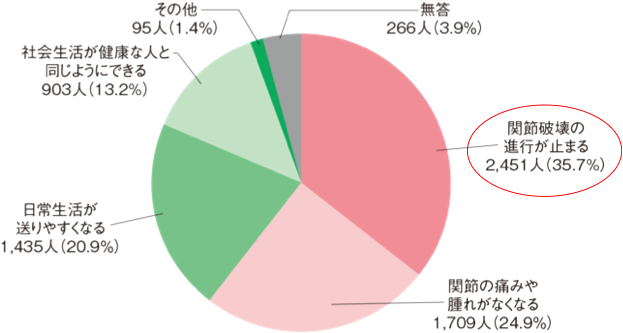 その他
95人(1.4%)
無答
266人(3.9%)
社会生活が健康な人と
同じようにできる
903人(13.2%)
関節破壊の
進行が止まる
2,451人(35.7%)
日常生活が
送りやすくなる
1,435人(20.9%)
関節の痛みや
腫れがなくなる
1,709人(24.9%)